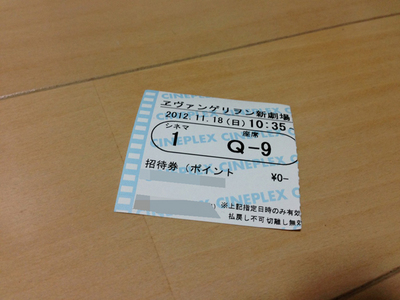 ヱヴァンゲリヲン新劇場
2012.11.18(日)10:35
シネマ 座席
1 Q-9
招待券(ポイント ¥0-
※上記指定日時のみ有効
払戻し不可切離し無効
CINEPLEX CINEPLEX